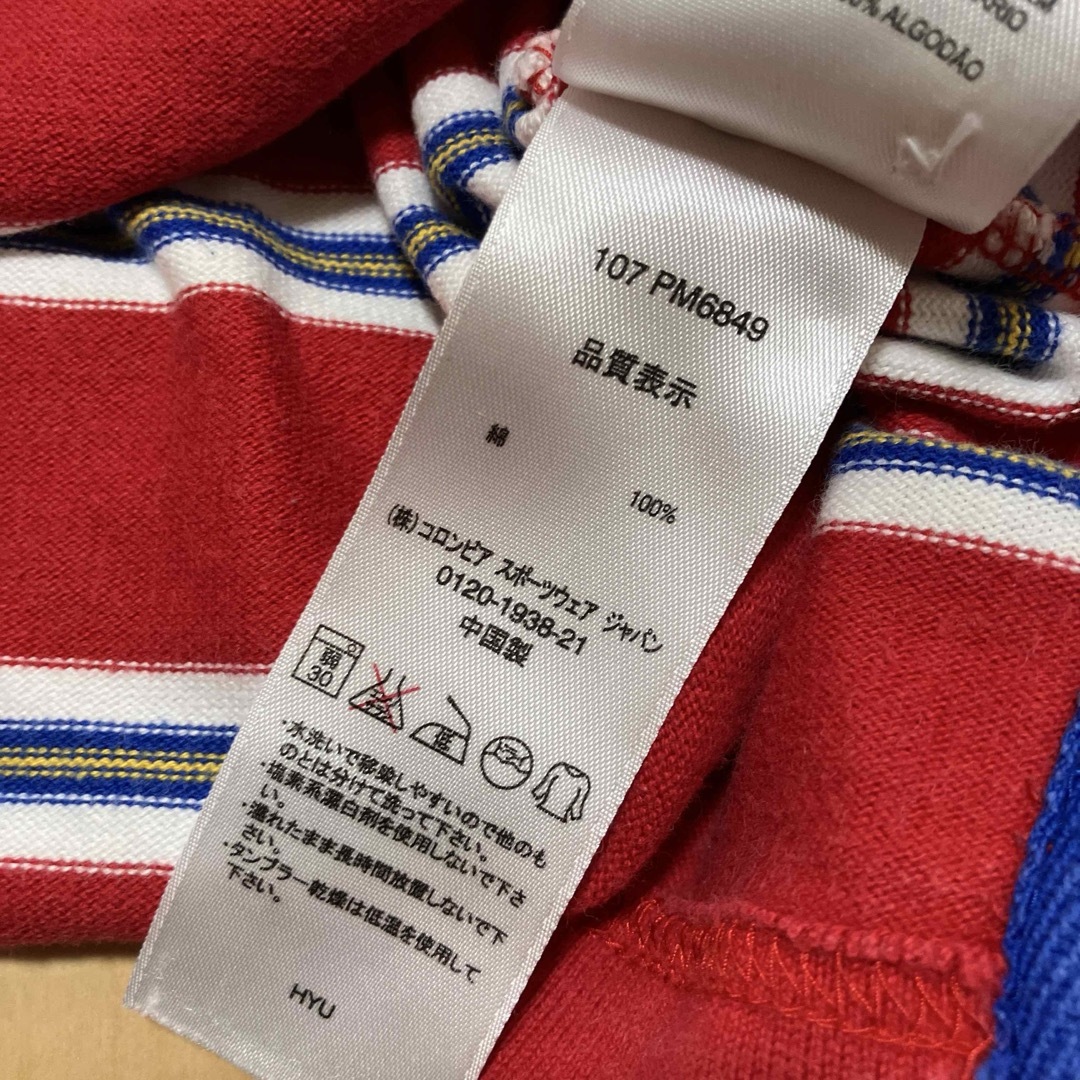 ARIO
% ALGODÃO
107 PM6849
品質表示
綿
100%
(株)コロンビア スポーツウェア ジャパン
0120-1938-21
中国製
弱
30
・水洗いで移染しやすいので他のも
のとは分けて洗って下さい。
・塩素系漂白剤を使用しないで下さ
い。
・濡れたまま長時間放置しないで下
さい。
・タンブラー乾燥は低温を使用して
下さい。
HYU